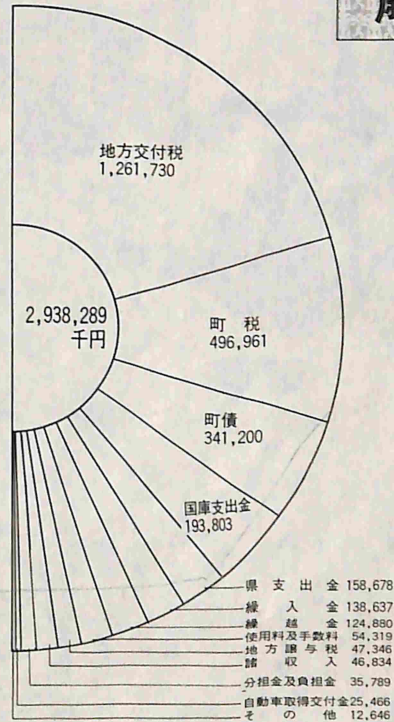 地方交付税
1,261,730
2,938,289
千円
町税
496,961
町債
341,200
国庫支出金
193,803
県支出金 158,678
繰入金 138,637
繰越金 124,880
使用料及手数料 54,319
地方譲与税 47,346
諸収入 46,834
分担金及負担金 35,789
自動車取得交付金 25,466
その他 12,646